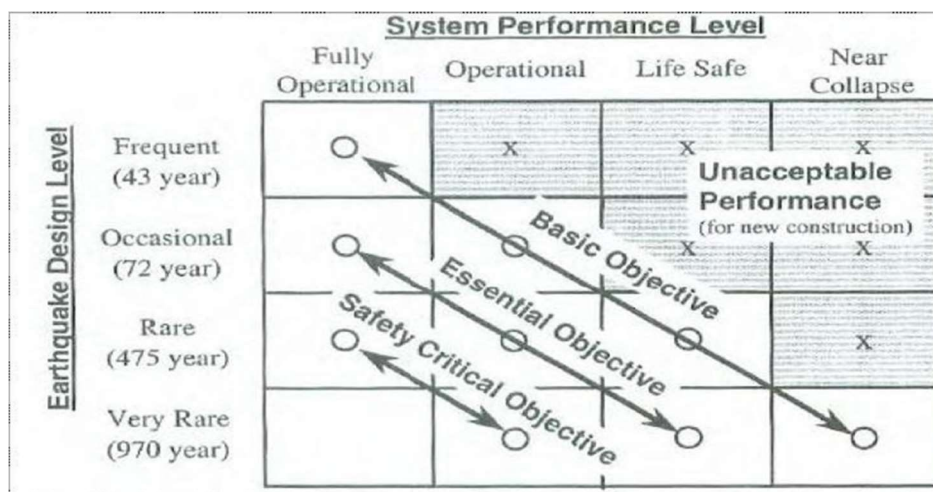 System Performance Level
Fully
Operational
Operational
Life Safe
Near
Collapse
Earthquake Design Level
Frequent
(43 year)
x
x
x
Unacceptable
Performance
(for new construction)
Occasional
(72 year)
x
x
Basic Objective
Rare
(475 year)
x
Essential Objective
Very Rare
(970 year)
Safety Critical Objective